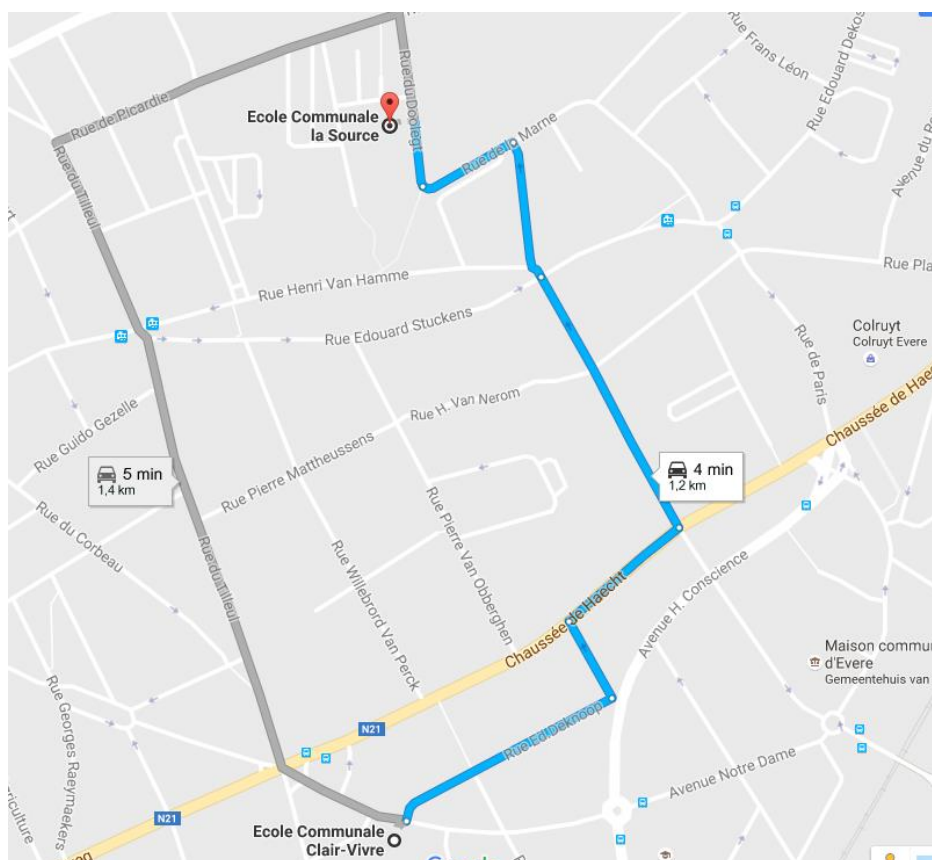 Rue de Picardie
Rue du Doolegt
Ecole Communale
la Source
Rue de la Marne
Rue Frans Léon
Rue Edouard Dekos
Avenue du
Rue du Tilleul
Rue Henri Van Hamme
Rue Edouard Stuckens
Rue Pla
Rue de Paris
Colruyt
Colruyt Evere
Chaussée de Haec
Rue H. Van Nerom
Rue Guido Gezelle
Rue Pierre Mattheussens
5 min
1,4 km
4 min
1,2 km
Rue du Corbeau
Rue du Tilleul
Rue Willebrord Van Perck
Rue Pierre Van Obberghen
Chaussée de Haecht
Avenue H. Conscience
Maison commu
d'Evere
Gemeentehuis van
Rue Georges Raeymaekers
N21
Rue Ed. Deknoop
Avenue Notre Dame
N21
Ecole Communale
Clair-Vivre
riculture